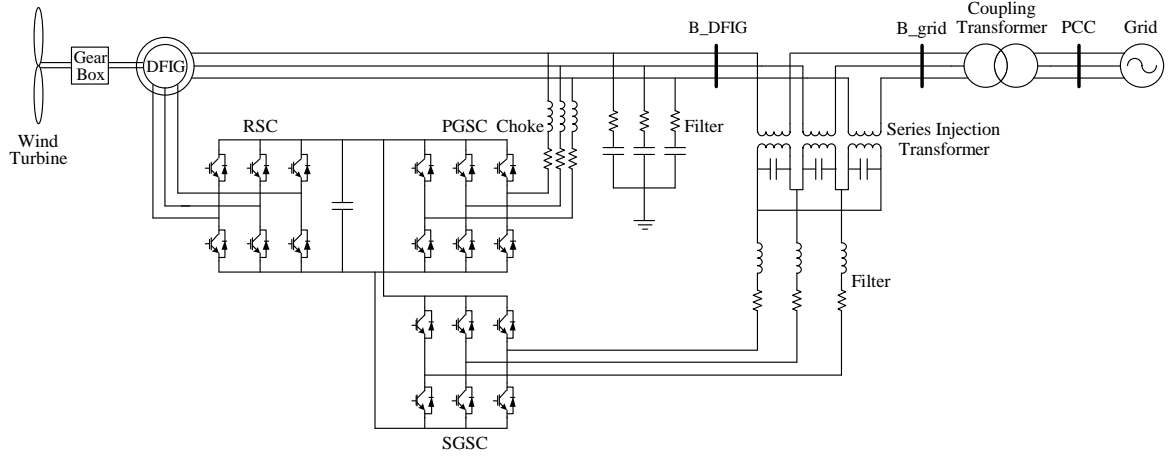 Coupling
Transformer
B_DFIG
B_grid
PCC
Grid
Gear
Box
DFIG
Wind
Turbine
RSC
PGSC
Choke
Filter
Series Injection
Transformer
Filter
SGSC